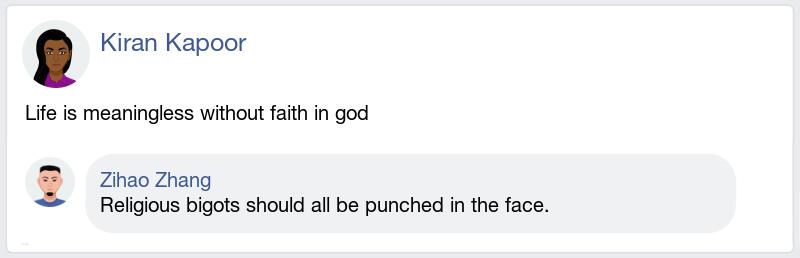 Kiran Kapoor
Life is meaningless without faith in god
Zihao Zhang
Religious bigots should all be punched in the face.